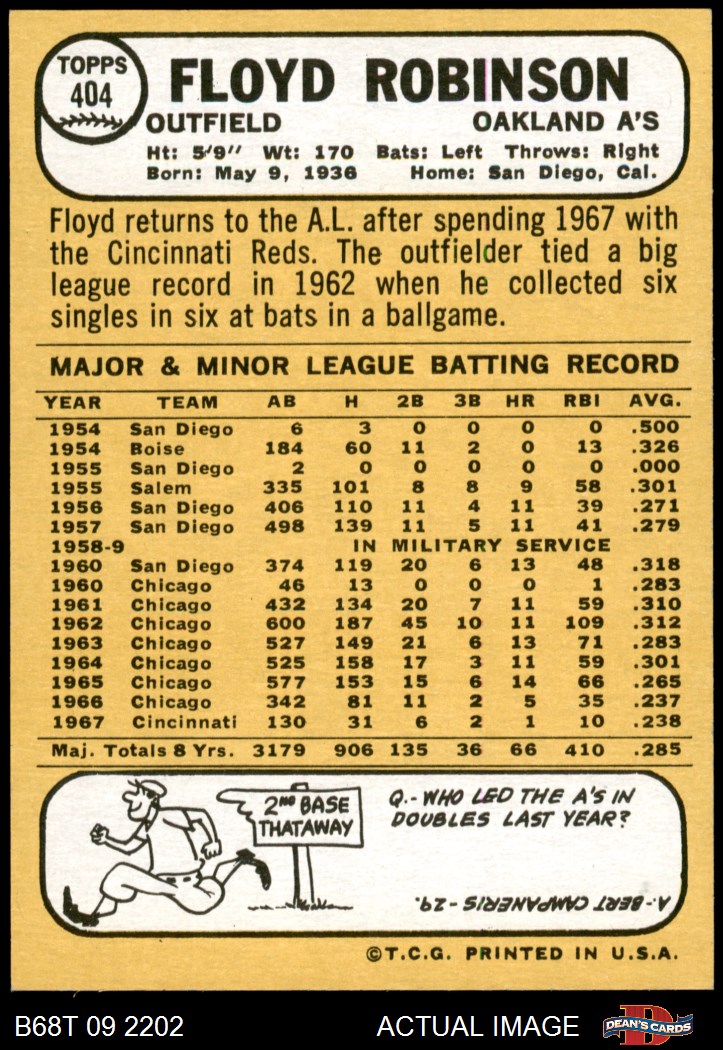 TOPPS
404
FLOYD ROBINSON
OUTFIELD OAKLAND A'S
Ht: 5'9" Wt: 170 Bats: Left Throws: Right
Born: May 9, 1936 Home: San Diego, Cal.
Floyd returns to the A.L. after spending 1967 with
the Cincinnati Reds. The outfielder tied a big
league record in 1962 when he collected six
singles in six at bats in a ballgame.
MAJOR & MINOR LEAGUE BATTING RECORD
YEAR TEAM AB H 2B 3B HR RBI AVG.
1954 San Diego 6 3 0 0 0 0 .500
1954 Boise 184 60 11 2 0 13 .326
1955 San Diego 2 0 0 0 0 0 .000
1955 Salem 335 101 8 8 9 58 .301
1956 San Diego 406 110 11 4 11 39 .271
1957 San Diego 498 139 11 5 11 41 .279
1958-9 IN MILITARY SERVICE
1960 San Diego 374 119 20 6 13 48 .318
1960 Chicago 46 13 0 0 0 1 .283
1961 Chicago 432 134 20 7 11 59 .310
1962 Chicago 600 187 45 10 11 109 .312
1963 Chicago 527 149 21 6 13 71 .283
1964 Chicago 525 158 17 3 11 59 .301
1965 Chicago 577 153 15 6 14 66 .265
1966 Chicago 342 81 11 2 5 35 .237
1967 Cincinnati 130 31 6 2 1 10 .238
Maj. Totals 8 Yrs. 3179 906 135 36 66 410 .285
2ND BASE
THATAWAY
Q.- WHO LED THE A'S IN
DOUBLES LAST YEAR?
A.- BERT CAMPANERIS - 29.
©T.C.G. PRINTED IN U.S.A.
B68T 09 2202 ACTUAL IMAGE
D
DEAN'S CARDS